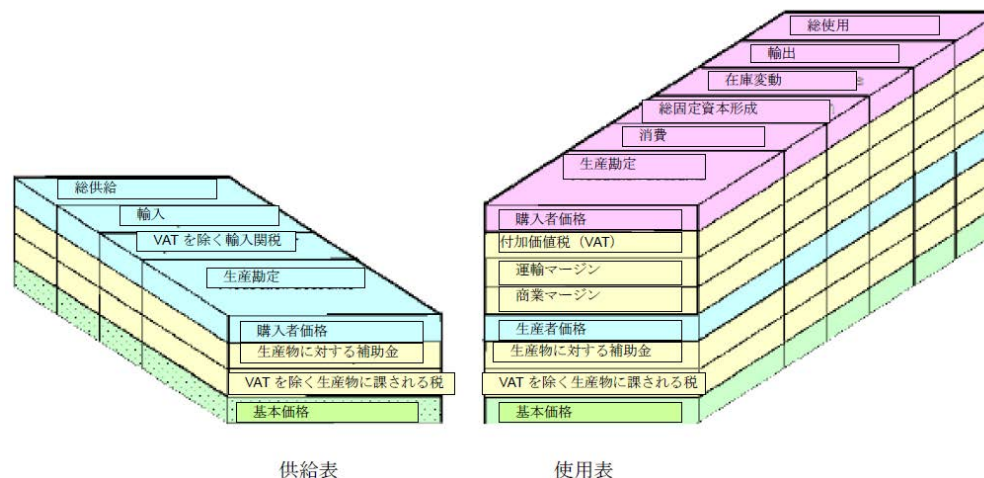 総供給
輸入
VAT を除く輸入関税
生産勘定
購入者価格
生産物に対する補助金
VAT を除く生産物に課される税
基本価格
供給表
総使用
輸出
在庫変動
総固定資本形成
消費
生産勘定
購入者価格
付加価値税（VAT）
運輸マージン
商業マージン
生産者価格
生産物に対する補助金
VAT を除く生産物に課される税
基本価格
使用表